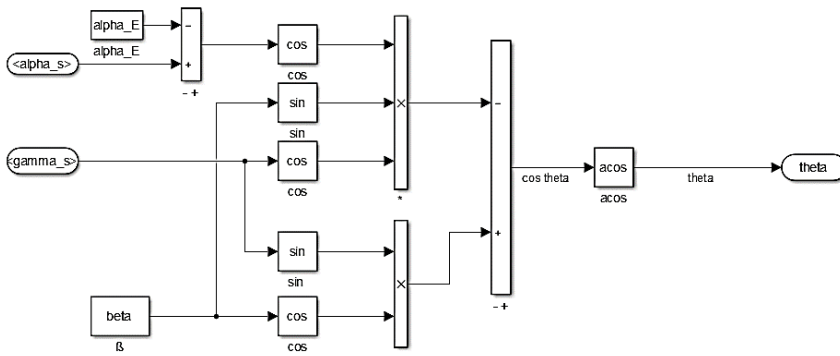 alpha_E
alpha_E
<alpha_s>
−
+
- +
cos
cos
sin
sin
<gamma_s>
cos
cos
×
*
sin
sin
beta
ß
cos
cos
×
−
+
- +
cos theta
acos
acos
theta
theta